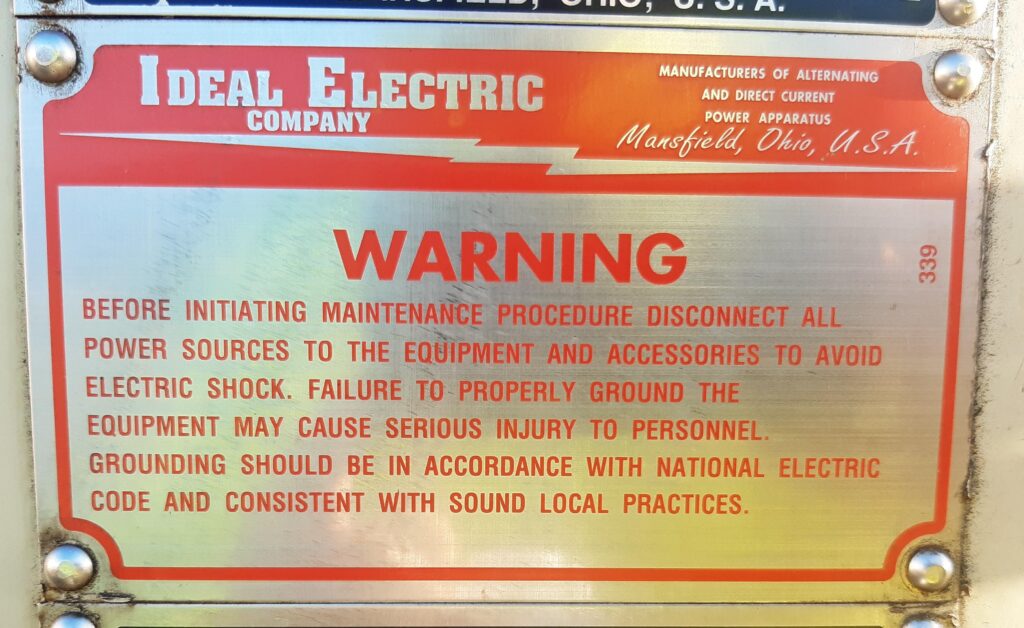 OHIO, U. S. A.
IDEAL ELECTRIC
COMPANY
MANUFACTURERS OF ALTERNATING
AND DIRECT CURRENT
POWER APPARATUS
Mansfield, Ohio, U.S.A.
WARNING
339
BEFORE INITIATING MAINTENANCE PROCEDURE DISCONNECT ALL
POWER SOURCES TO THE EQUIPMENT AND ACCESSORIES TO AVOID
ELECTRIC SHOCK. FAILURE TO PROPERLY GROUND THE
EQUIPMENT MAY CAUSE SERIOUS INJURY TO PERSONNEL.
GROUNDING SHOULD BE IN ACCORDANCE WITH NATIONAL ELECTRIC
CODE AND CONSISTENT WITH SOUND LOCAL PRACTICES.